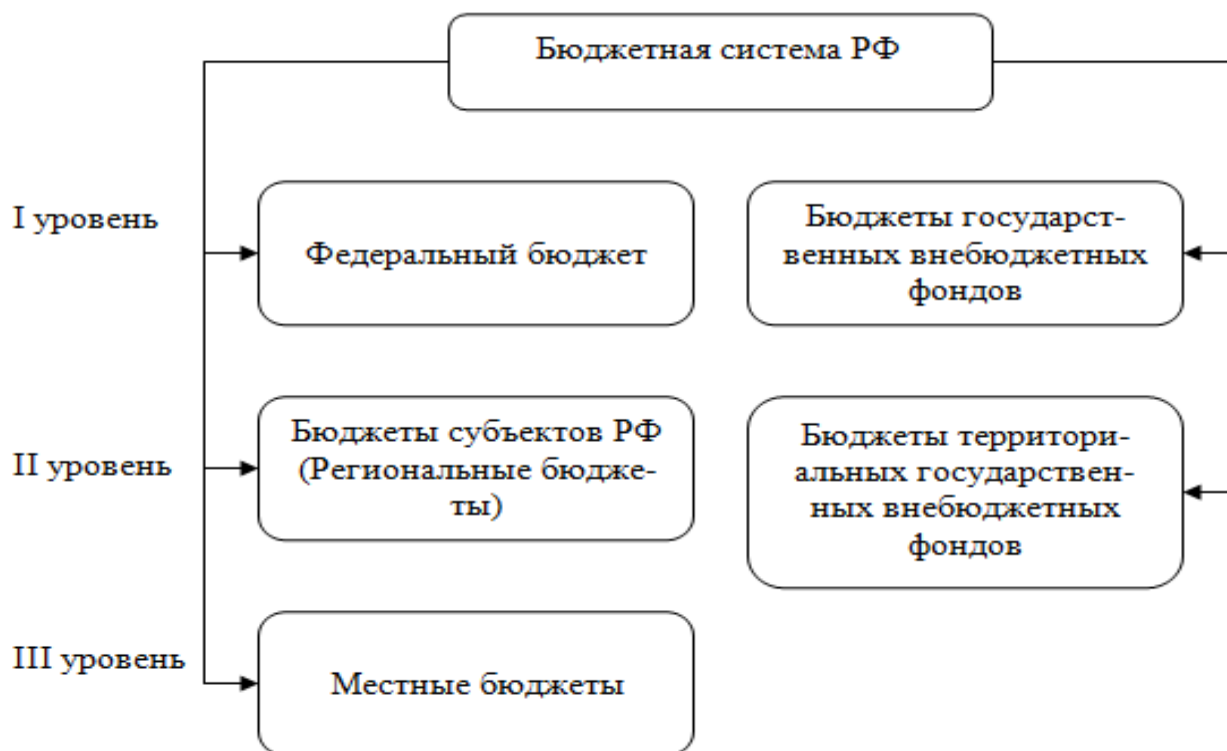 Бюджетная система РФ
I уровень
Федеральный бюджет
Бюджеты государст-
венных внебюджетных
фондов
II уровень
Бюджеты субъектов РФ
(Региональные бюдже-
ты)
Бюджеты территори-
альных государствен-
ных внебюджетных
фондов
III уровень
Местные бюджеты